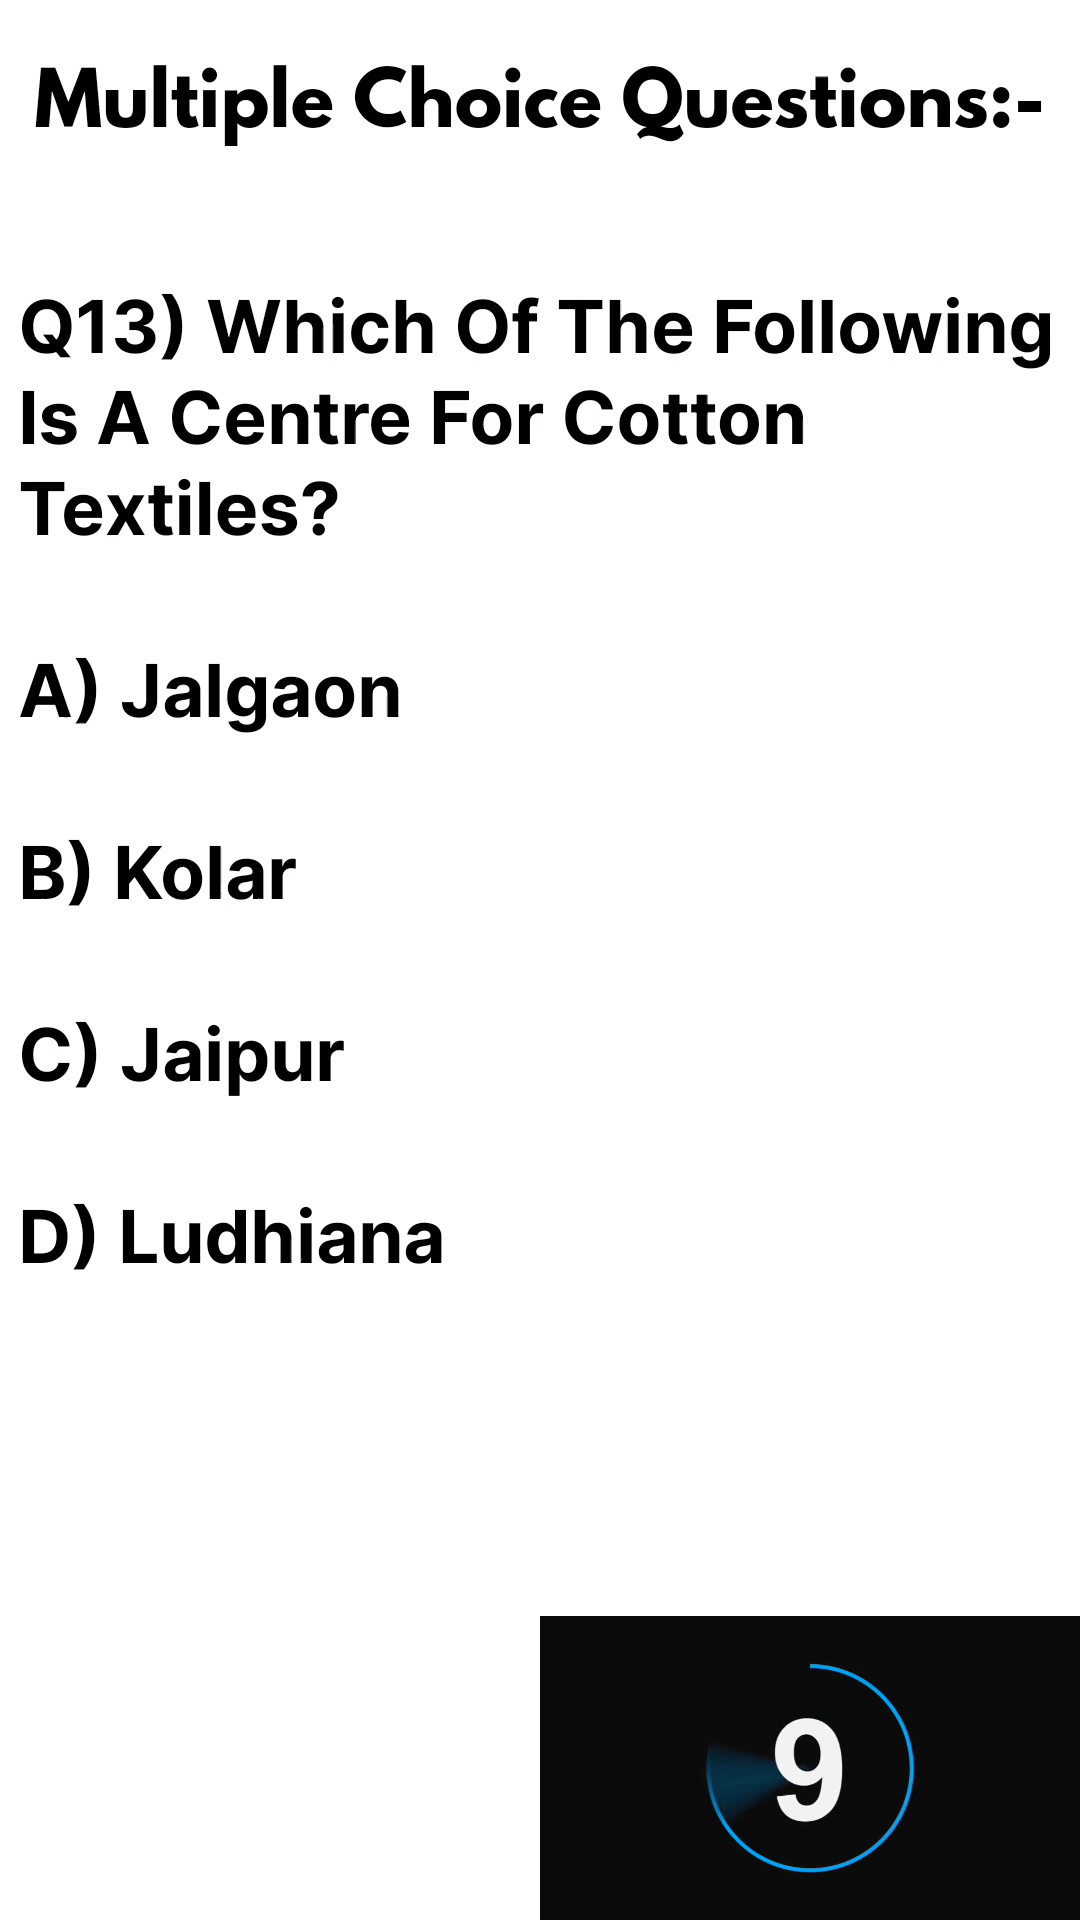 Multiple Choice Questions:-
Q13) Which Of The Following
Is A Centre For Cotton
Textiles?
A) Jalgaon
B) Kolar
C) Jaipur
D) Ludhiana
9